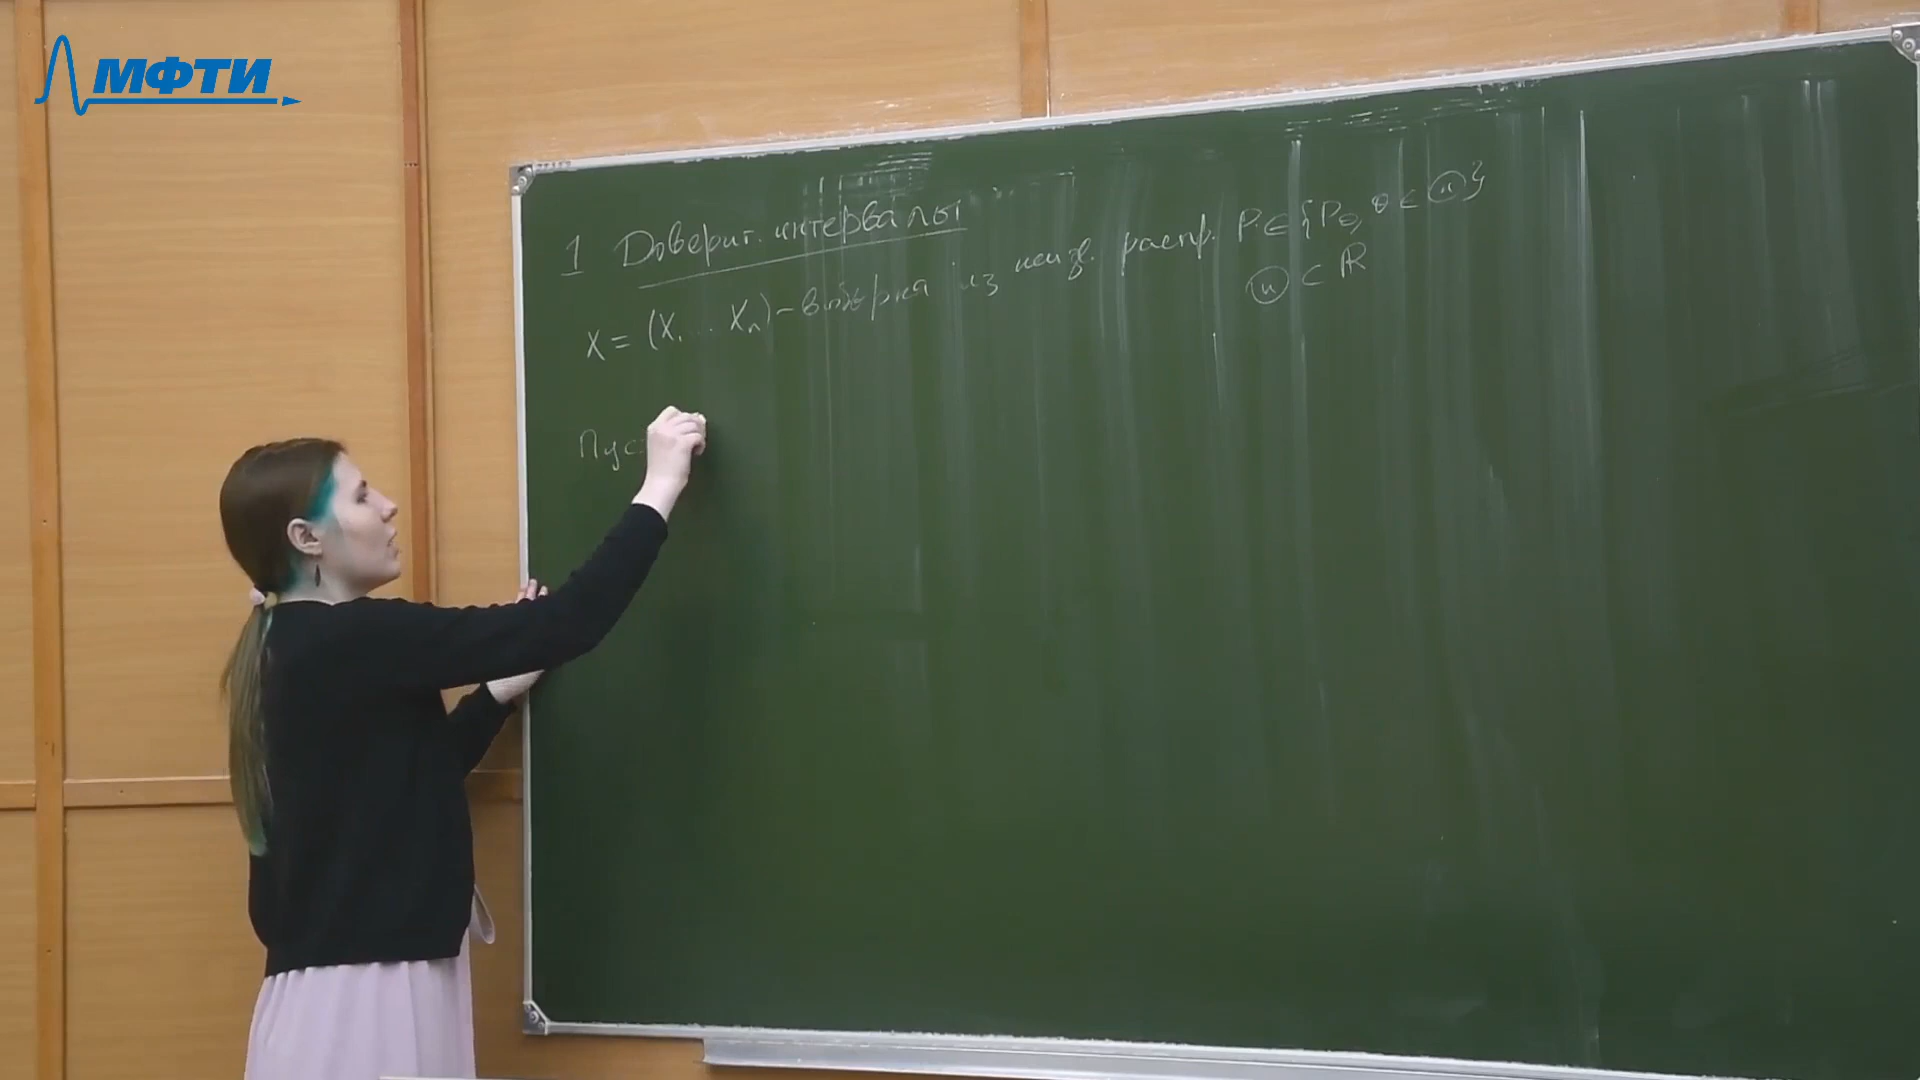 МФТИ
1 Доверит. интервалы
X = (X₁ ... Xₙ) – выборка из неизв. распр. P ∈ {P_θ, θ ∈ Θ}
Θ ⊂ ℝ
Пус